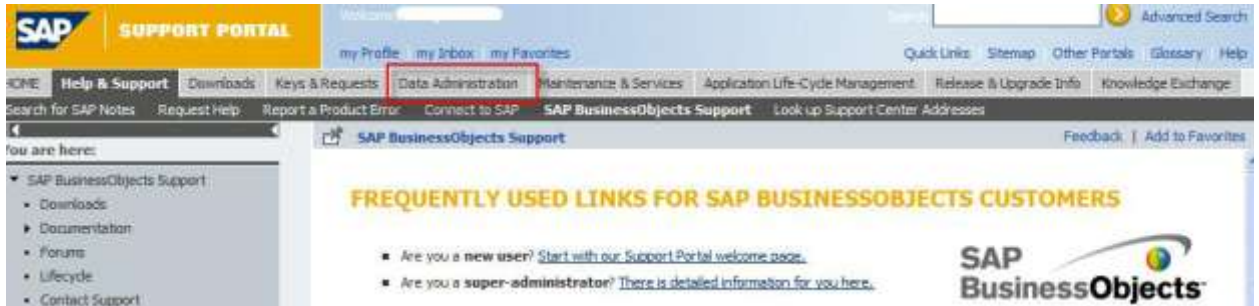 SAP SUPPORT PORTAL
Welcome
Advanced Search
my Profile my Inbox my Favorites
Quick Links Sitemap Other Portals Glossary Help
HOME Help & Support Downloads Keys & Requests Data Administration Maintenance & Services Application Life-Cycle Management Release & Upgrade Info Knowledge Exchange
Search for SAP Notes Request Help Report a Product Error Connect to SAP SAP BusinessObjects Support Look up Support Center Addresses
You are here:
SAP BusinessObjects Support
Feedback | Add to Favorites
SAP BusinessObjects Support
Downloads
Documentation
Forums
Lifecycle
Contact Support
FREQUENTLY USED LINKS FOR SAP BUSINESSOBJECTS CUSTOMERS
Are you a new user? Start with our Support Portal welcome page.
Are you a super-administrator? There is detailed information for you here.
SAP
BusinessObjects